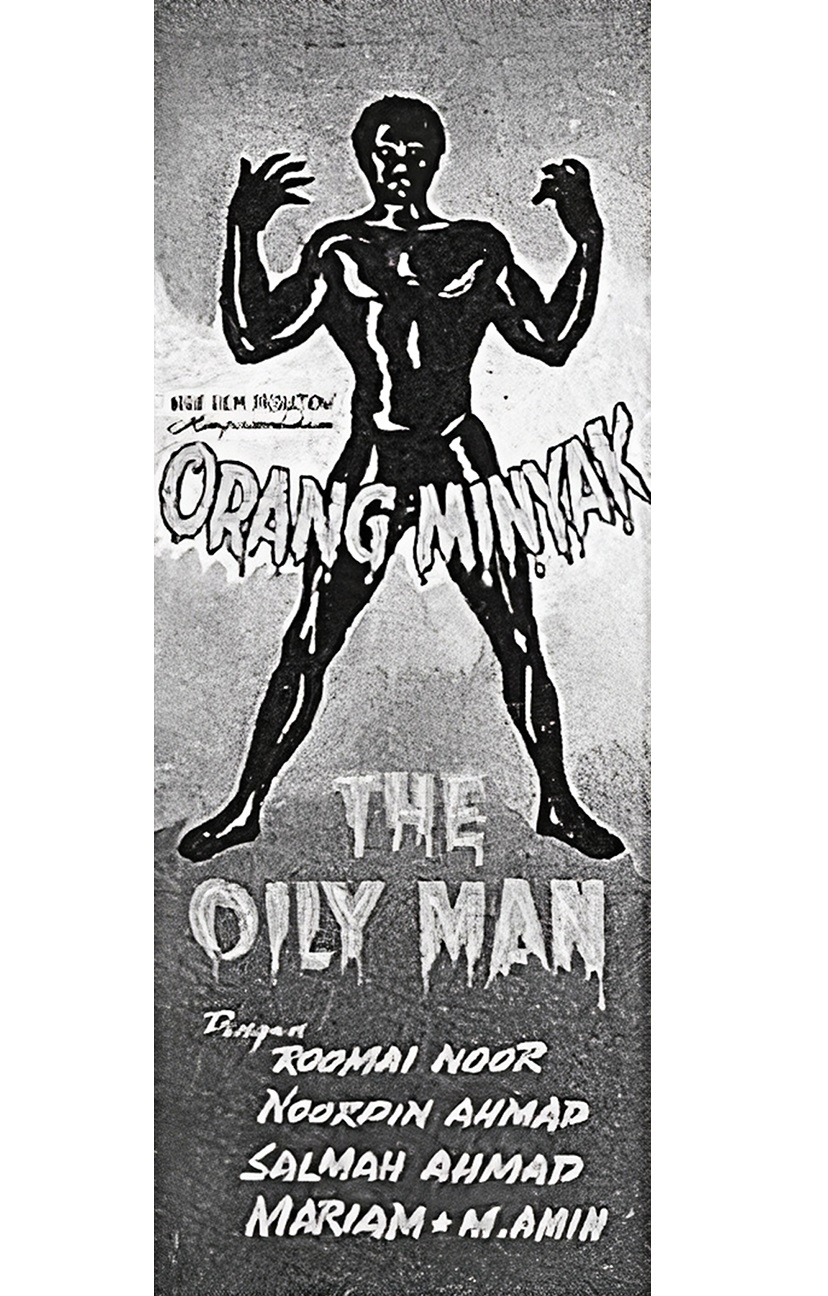 ORANG MINYAK
THE
OILY MAN
Dengan
ROOMAI NOOR
NOORDIN AHMAD
SALMAH AHMAD
MARIAM ★ M. AMIN